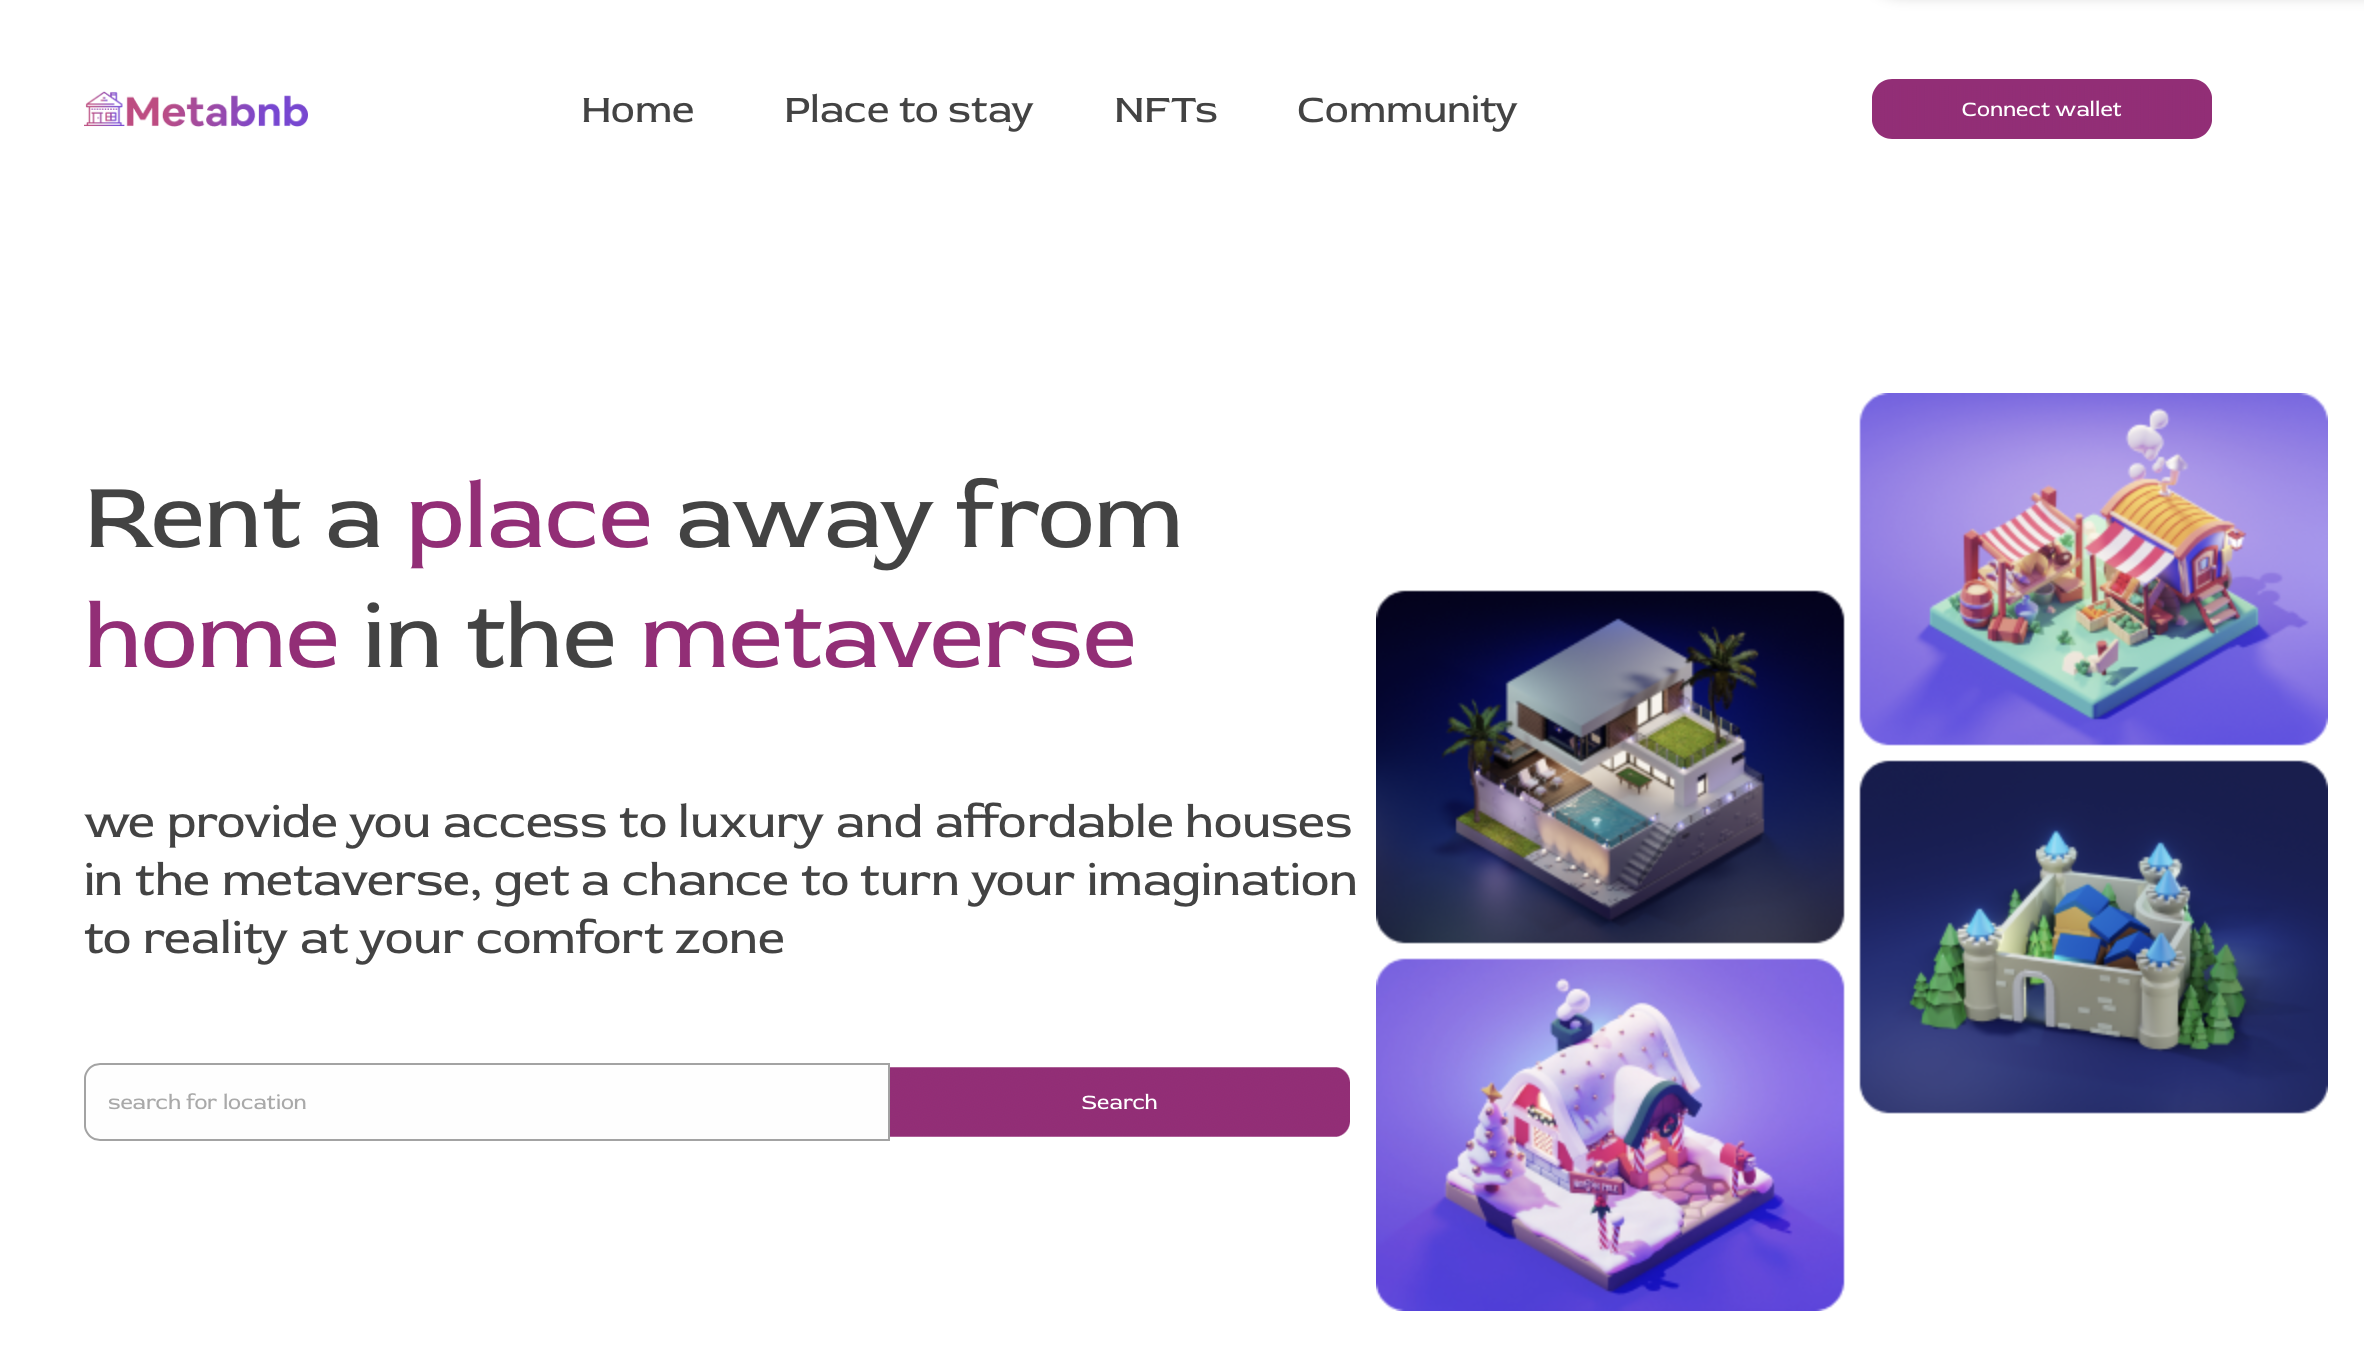 Metabnb
Home
Place to stay
NFTs
Community
Connect wallet
Rent a place away from
home in the metaverse
we provide you access to luxury and affordable houses
in the metaverse, get a chance to turn your imagination
to reality at your comfort zone
search for location
Search